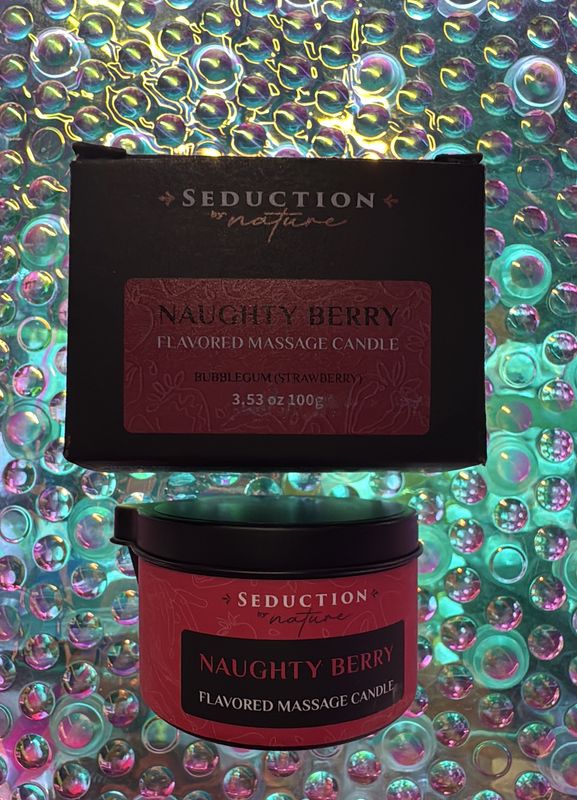 SEDUCTION
by nature
NAUGHTY BERRY
FLAVORED MASSAGE CANDLE
BUBBLEGUM (STRAWBERRY)
3,53 oz 100g
SEDUCTION
by nature
NAUGHTY BERRY
FLAVORED MASSAGE CANDLE